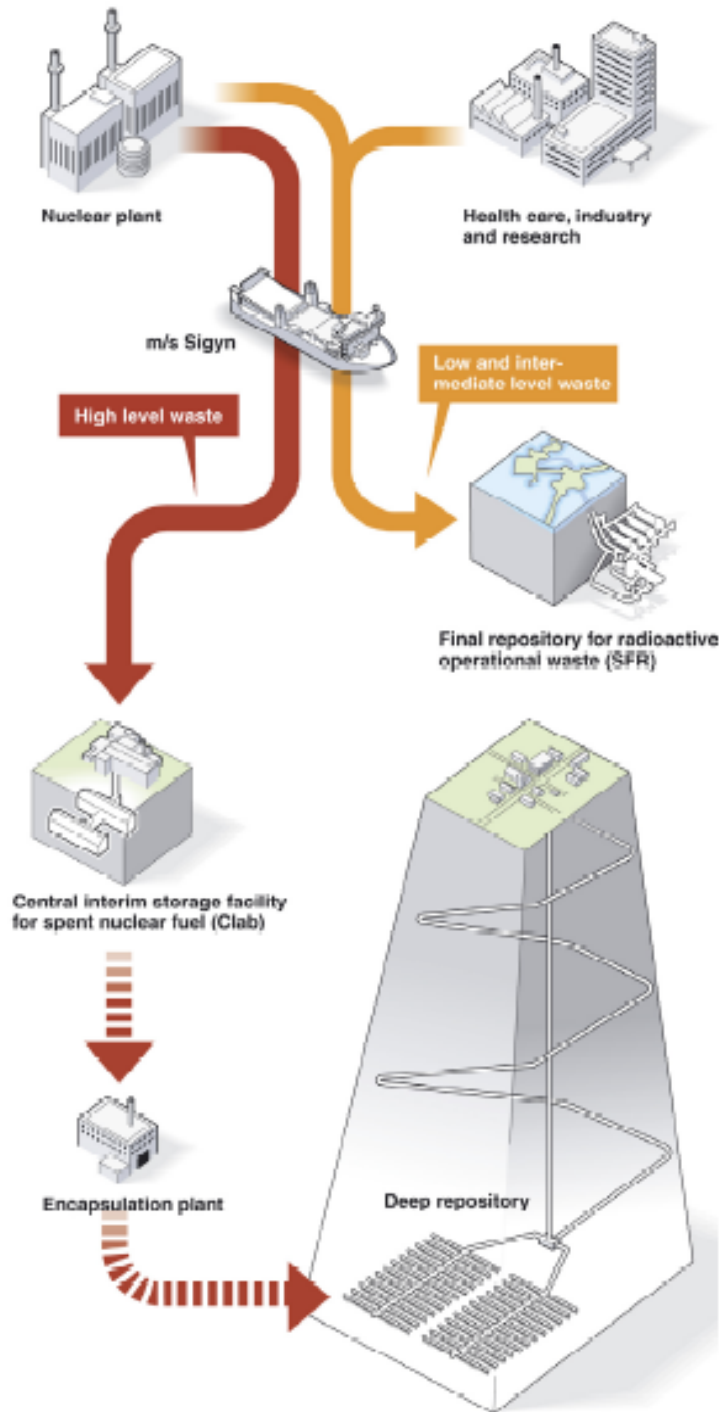 Nuclear plant
Health care, industry
and research
m/s Sigyn
Low and inter-
mediate level waste
High level waste
Final repository for radioactive
operational waste (SFR)
Central interim storage facility
for spent nuclear fuel (Clab)
Encapsulation plant
Deep repository